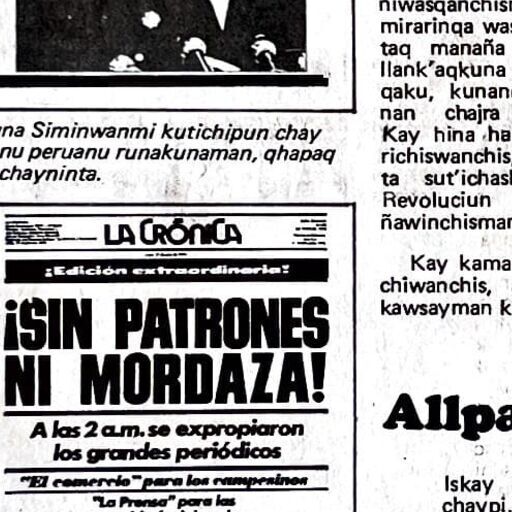 una Siminwanmi kutichipun chay
nu peruanu runakunaman, qhapaq
chayninta.
LA CRÓNICA
¡Edición extraordinaria!
¡SIN PATRONES
NI MORDAZA!
A las 2 a.m. se expropiaron
los grandes periódicos
"El comercio" para los campesinos
"La Prensa" para las
niwasqanchism
mirarinqa was
taq manaña
llank'aqkuna
qaku, kunan
nan chajra
Kay hina ha
richiswanchis,
ta sut'ichas
Revoluciun
ñawinchisman
Kay kama
chiwanchis,
kawsayman k
Allpa
Iskay
chaypi,